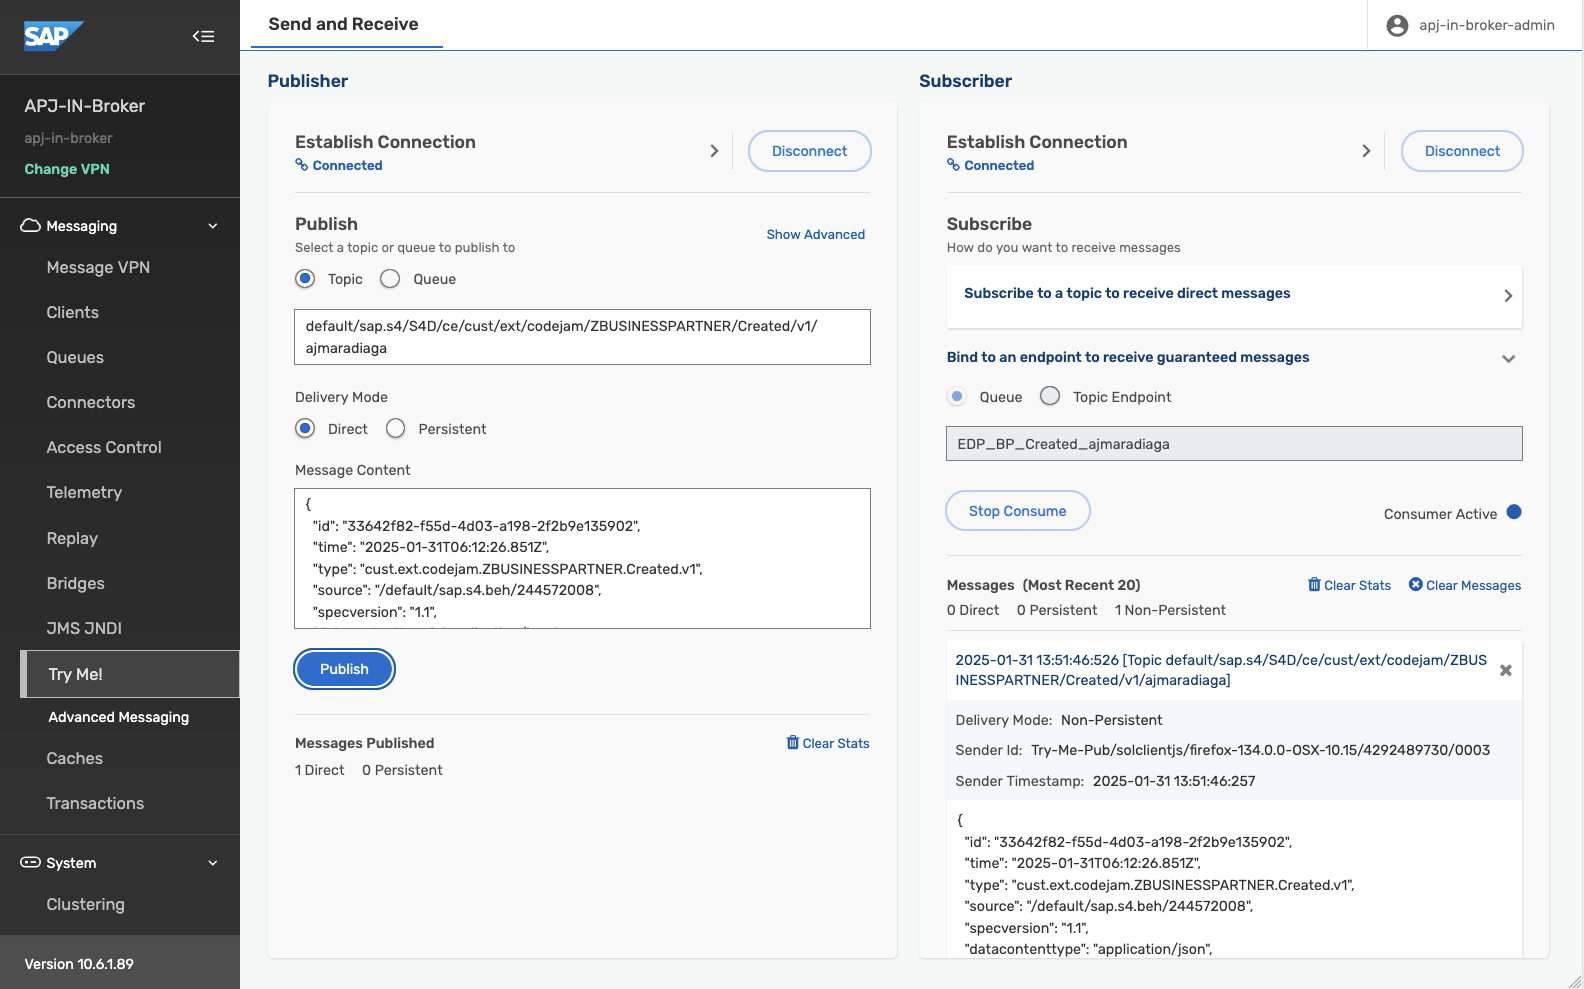 SAP
APJ-IN-Broker
apj-in-broker
Change VPN
Messaging
Message VPN
Clients
Queues
Connectors
Access Control
Telemetry
Replay
Bridges
JMS JNDI
Try Me!
Advanced Messaging
Caches
Transactions
System
Clustering
Version 10.6.1.89
Send and Receive
apj-in-broker-admin
Publisher
Establish Connection
Connected
Disconnect
Publish
Select a topic or queue to publish to
Show Advanced
Topic Queue
default/sap.s4/S4D/ce/cust/ext/codejam/ZBUSINESSPARTNER/Created/v1/
ajmaradiaga
Delivery Mode
Direct Persistent
Message Content
{
"id": "33642f82-f55d-4d03-a198-2f2b9e135902",
"time": "2025-01-31T06:12:26.851Z",
"type": "cust.ext.codejam.ZBUSINESSPARTNER.Created.v1",
"source": "/default/sap.s4.beh/244572008",
"specversion": "1.1",
Publish
Messages Published
Clear Stats
1 Direct 0 Persistent
Subscriber
Establish Connection
Connected
Disconnect
Subscribe
How do you want to receive messages
Subscribe to a topic to receive direct messages
Bind to an endpoint to receive guaranteed messages
Queue Topic Endpoint
EDP_BP_Created_ajmaradiaga
Stop Consume
Consumer Active
Messages (Most Recent 20)
Clear Stats Clear Messages
0 Direct 0 Persistent 1 Non-Persistent
2025-01-31 13:51:46:526 [Topic default/sap.s4/S4D/ce/cust/ext/codejam/ZBUS
INESSPARTNER/Created/v1/ajmaradiaga]
Delivery Mode: Non-Persistent
Sender Id: Try-Me-Pub/solclientjs/firefox-134.0.0-OSX-10.15/4292489730/0003
Sender Timestamp: 2025-01-31 13:51:46:257
{
"id": "33642f82-f55d-4d03-a198-2f2b9e135902",
"time": "2025-01-31T06:12:26.851Z",
"type": "cust.ext.codejam.ZBUSINESSPARTNER.Created.v1",
"source": "/default/sap.s4.beh/244572008",
"specversion": "1.1",
"datacontenttype": "application/json",